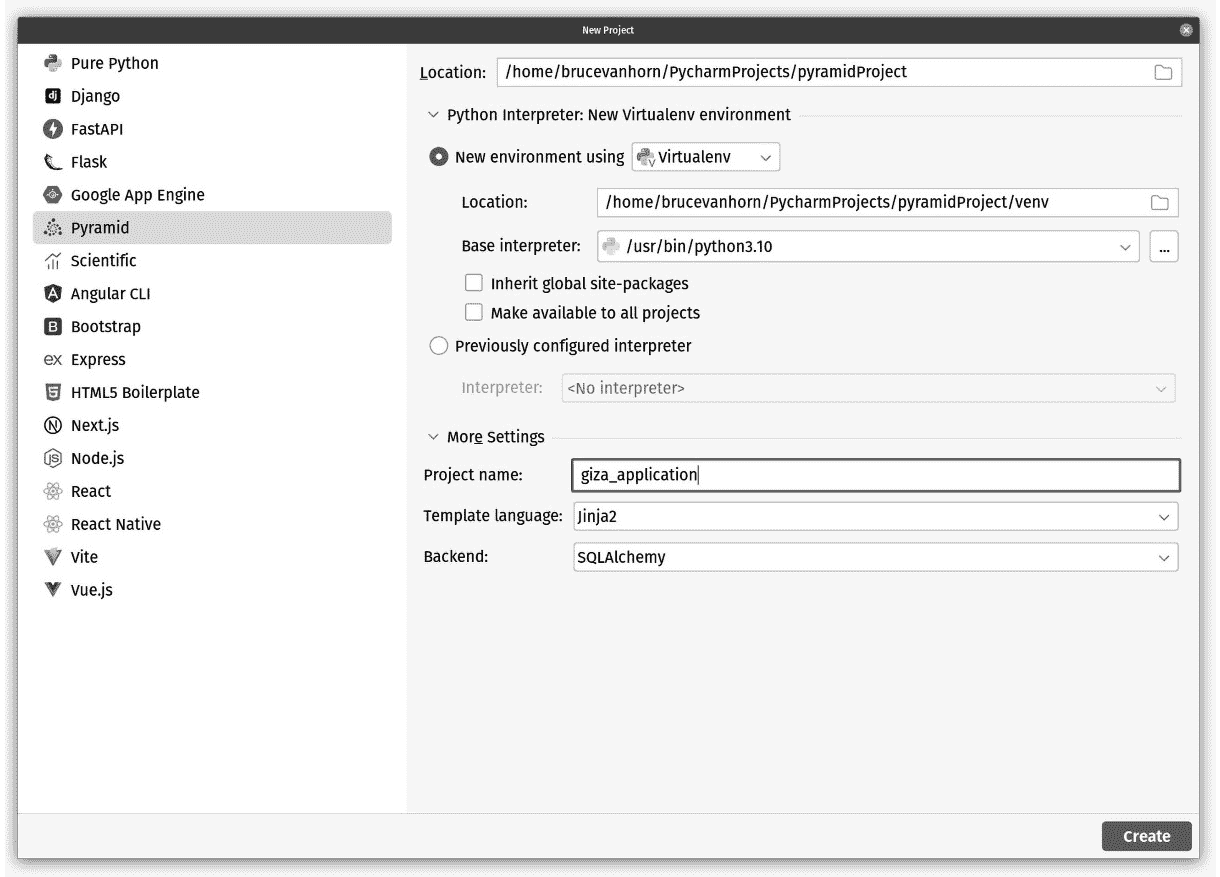 New Project
Pure Python
Django
FastAPI
Flask
Google App Engine
Pyramid
Scientific
Angular CLI
Bootstrap
ex Express
HTML5 Boilerplate
Next.js
Node.js
React
React Native
Vite
Vue.js
Location: /home/brucevanhorn/PycharmProjects/pyramidProject
Python Interpreter: New Virtualenv environment
New environment using Virtualenv
Location: /home/brucevanhorn/PycharmProjects/pyramidProject/venv
Base interpreter: /usr/bin/python3.10 ...
Inherit global site-packages
Make available to all projects
Previously configured interpreter
Interpreter: <No interpreter>
More Settings
Project name: giza_application
Template language: Jinja2
Backend: SQLAlchemy
Create